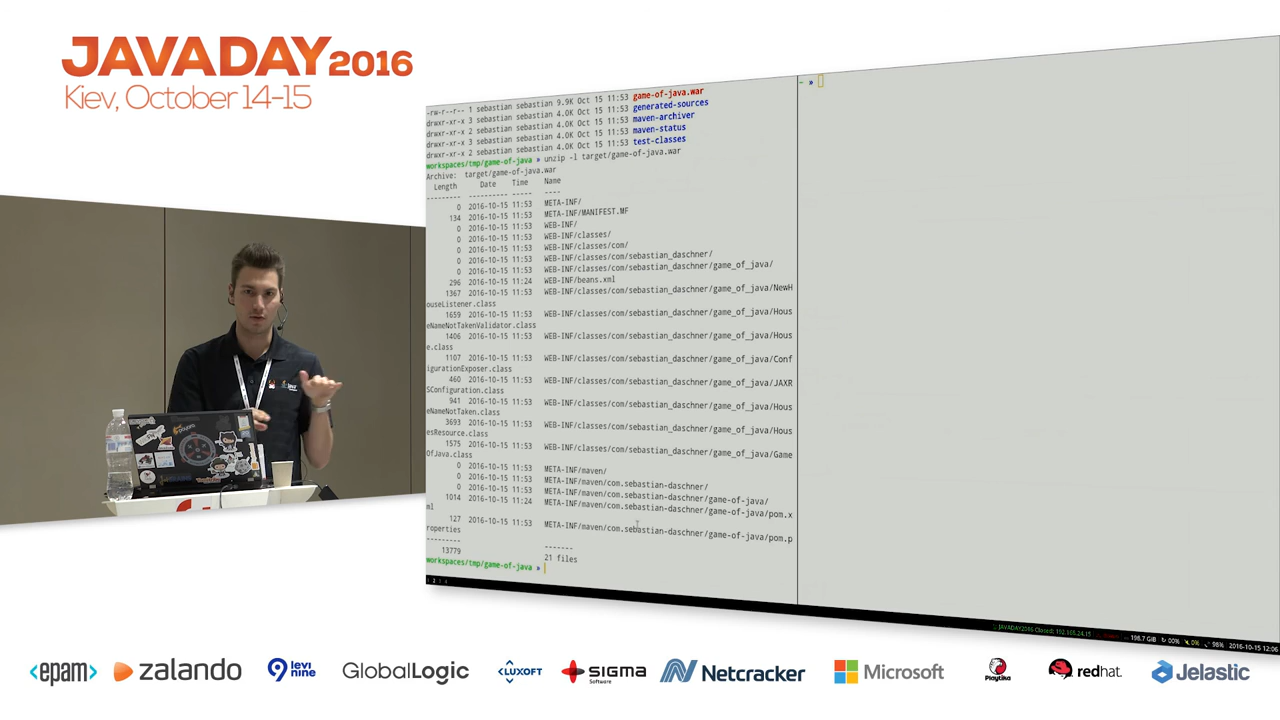 JAVADAY2016
Kiev, October 14-15
-rw-r--r-- 1 sebastian sebastian 9.9K Oct 15 11:53 game-of-java.war
drwxr-xr-x 3 sebastian sebastian 4.0K Oct 15 11:53 generated-sources
drwxr-xr-x 2 sebastian sebastian 4.0K Oct 15 11:53 maven-archiver
drwxr-xr-x 3 sebastian sebastian 4.0K Oct 15 11:53 maven-status
drwxr-xr-x 2 sebastian sebastian 4.0K Oct 15 11:53 test-classes
workspaces/tmp/game-of-java » unzip -l target/game-of-java.war
Archive: target/game-of-java.war
Length Date Time Name
--------- ---------- ----- ----
0 2016-10-15 11:53 META-INF/
134 2016-10-15 11:53 META-INF/MANIFEST.MF
0 2016-10-15 11:53 WEB-INF/
0 2016-10-15 11:53 WEB-INF/classes/
0 2016-10-15 11:53 WEB-INF/classes/com/
0 2016-10-15 11:53 WEB-INF/classes/com/sebastian_daschner/
0 2016-10-15 11:53 WEB-INF/classes/com/sebastian_daschner/game_of_java/
296 2016-10-15 11:24 WEB-INF/beans.xml
1367 2016-10-15 11:53 WEB-INF/classes/com/sebastian_daschner/game_of_java/NewH
ouseListener.class
1659 2016-10-15 11:53 WEB-INF/classes/com/sebastian_daschner/game_of_java/Hous
eNameNotTakenValidator.class
1406 2016-10-15 11:53 WEB-INF/classes/com/sebastian_daschner/game_of_java/Hous
e.class
1107 2016-10-15 11:53 WEB-INF/classes/com/sebastian_daschner/game_of_java/Conf
igurationExposer.class
460 2016-10-15 11:53 WEB-INF/classes/com/sebastian_daschner/game_of_java/JAXR
SConfiguration.class
941 2016-10-15 11:53 WEB-INF/classes/com/sebastian_daschner/game_of_java/Hous
eNameNotTaken.class
3693 2016-10-15 11:53 WEB-INF/classes/com/sebastian_daschner/game_of_java/Hous
esResource.class
1575 2016-10-15 11:53 WEB-INF/classes/com/sebastian_daschner/game_of_java/Game
OfJava.class
0 2016-10-15 11:53 META-INF/maven/
0 2016-10-15 11:53 META-INF/maven/com.sebastian-daschner/
0 2016-10-15 11:53 META-INF/maven/com.sebastian-daschner/game-of-java/
1014 2016-10-15 11:24 META-INF/maven/com.sebastian-daschner/game-of-java/pom.x
ml
127 2016-10-15 11:53 META-INF/maven/com.sebastian-daschner/game-of-java/pom.p
roperties
--------- -------
13779 21 files
workspaces/tmp/game-of-java »
~ »
1 2 3 4
JAVADAY2016 198.7 GiB 00% 0% 98% 2016-10-15 12:06
<epam>
zalando
9 levi nine
GlobalLogic
LUXOFT
SIGMA
Software
Netcracker
Microsoft
Playtika
redhat.
Jelastic